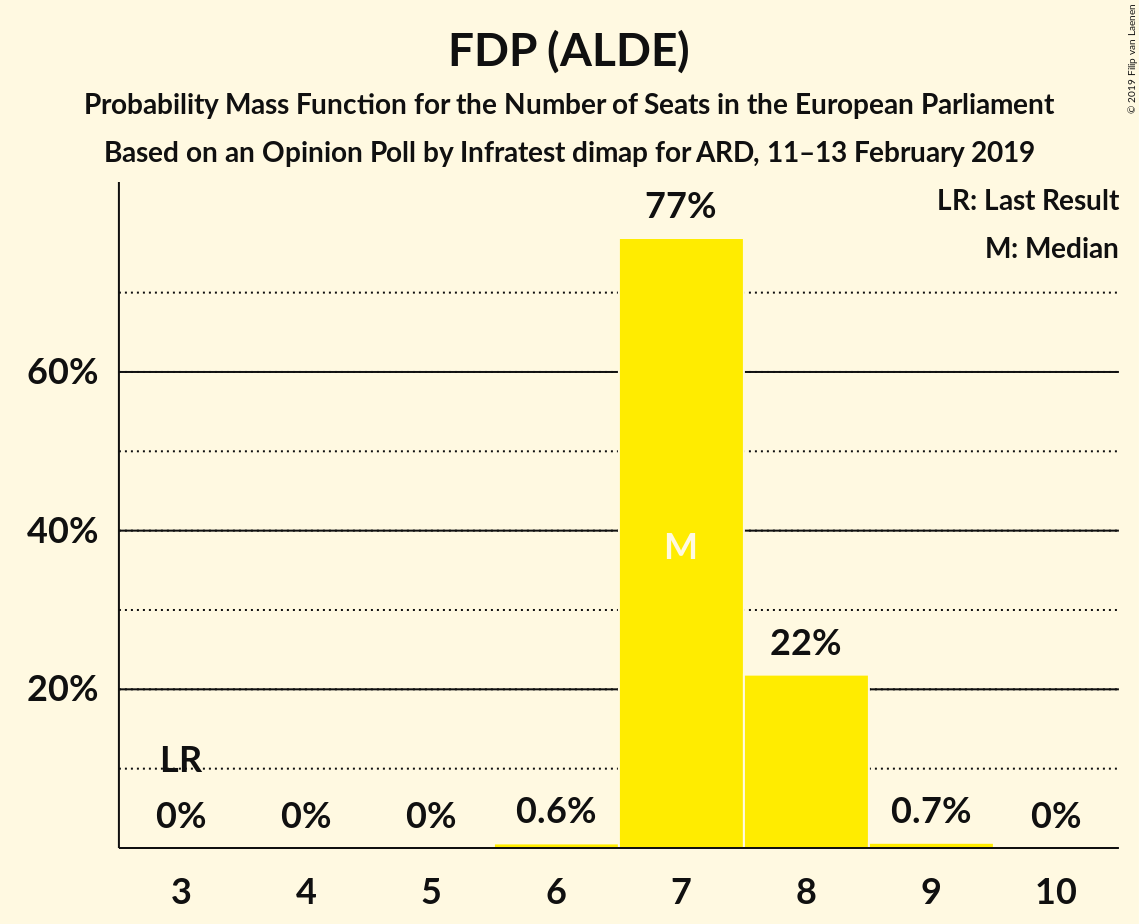 FDP (ALDE)
Probability Mass Function for the Number of Seats in the European Parliament
Based on an Opinion Poll by Infratest dimap for ARD, 11–13 February 2019
© 2019 Filip van Laenen
LR: Last Result
M: Median
77%
60%
40%
M
22%
20%
LR
0%
0%
0%
0.6%
0.7%
0%
3
4
5
6
7
8
9
10